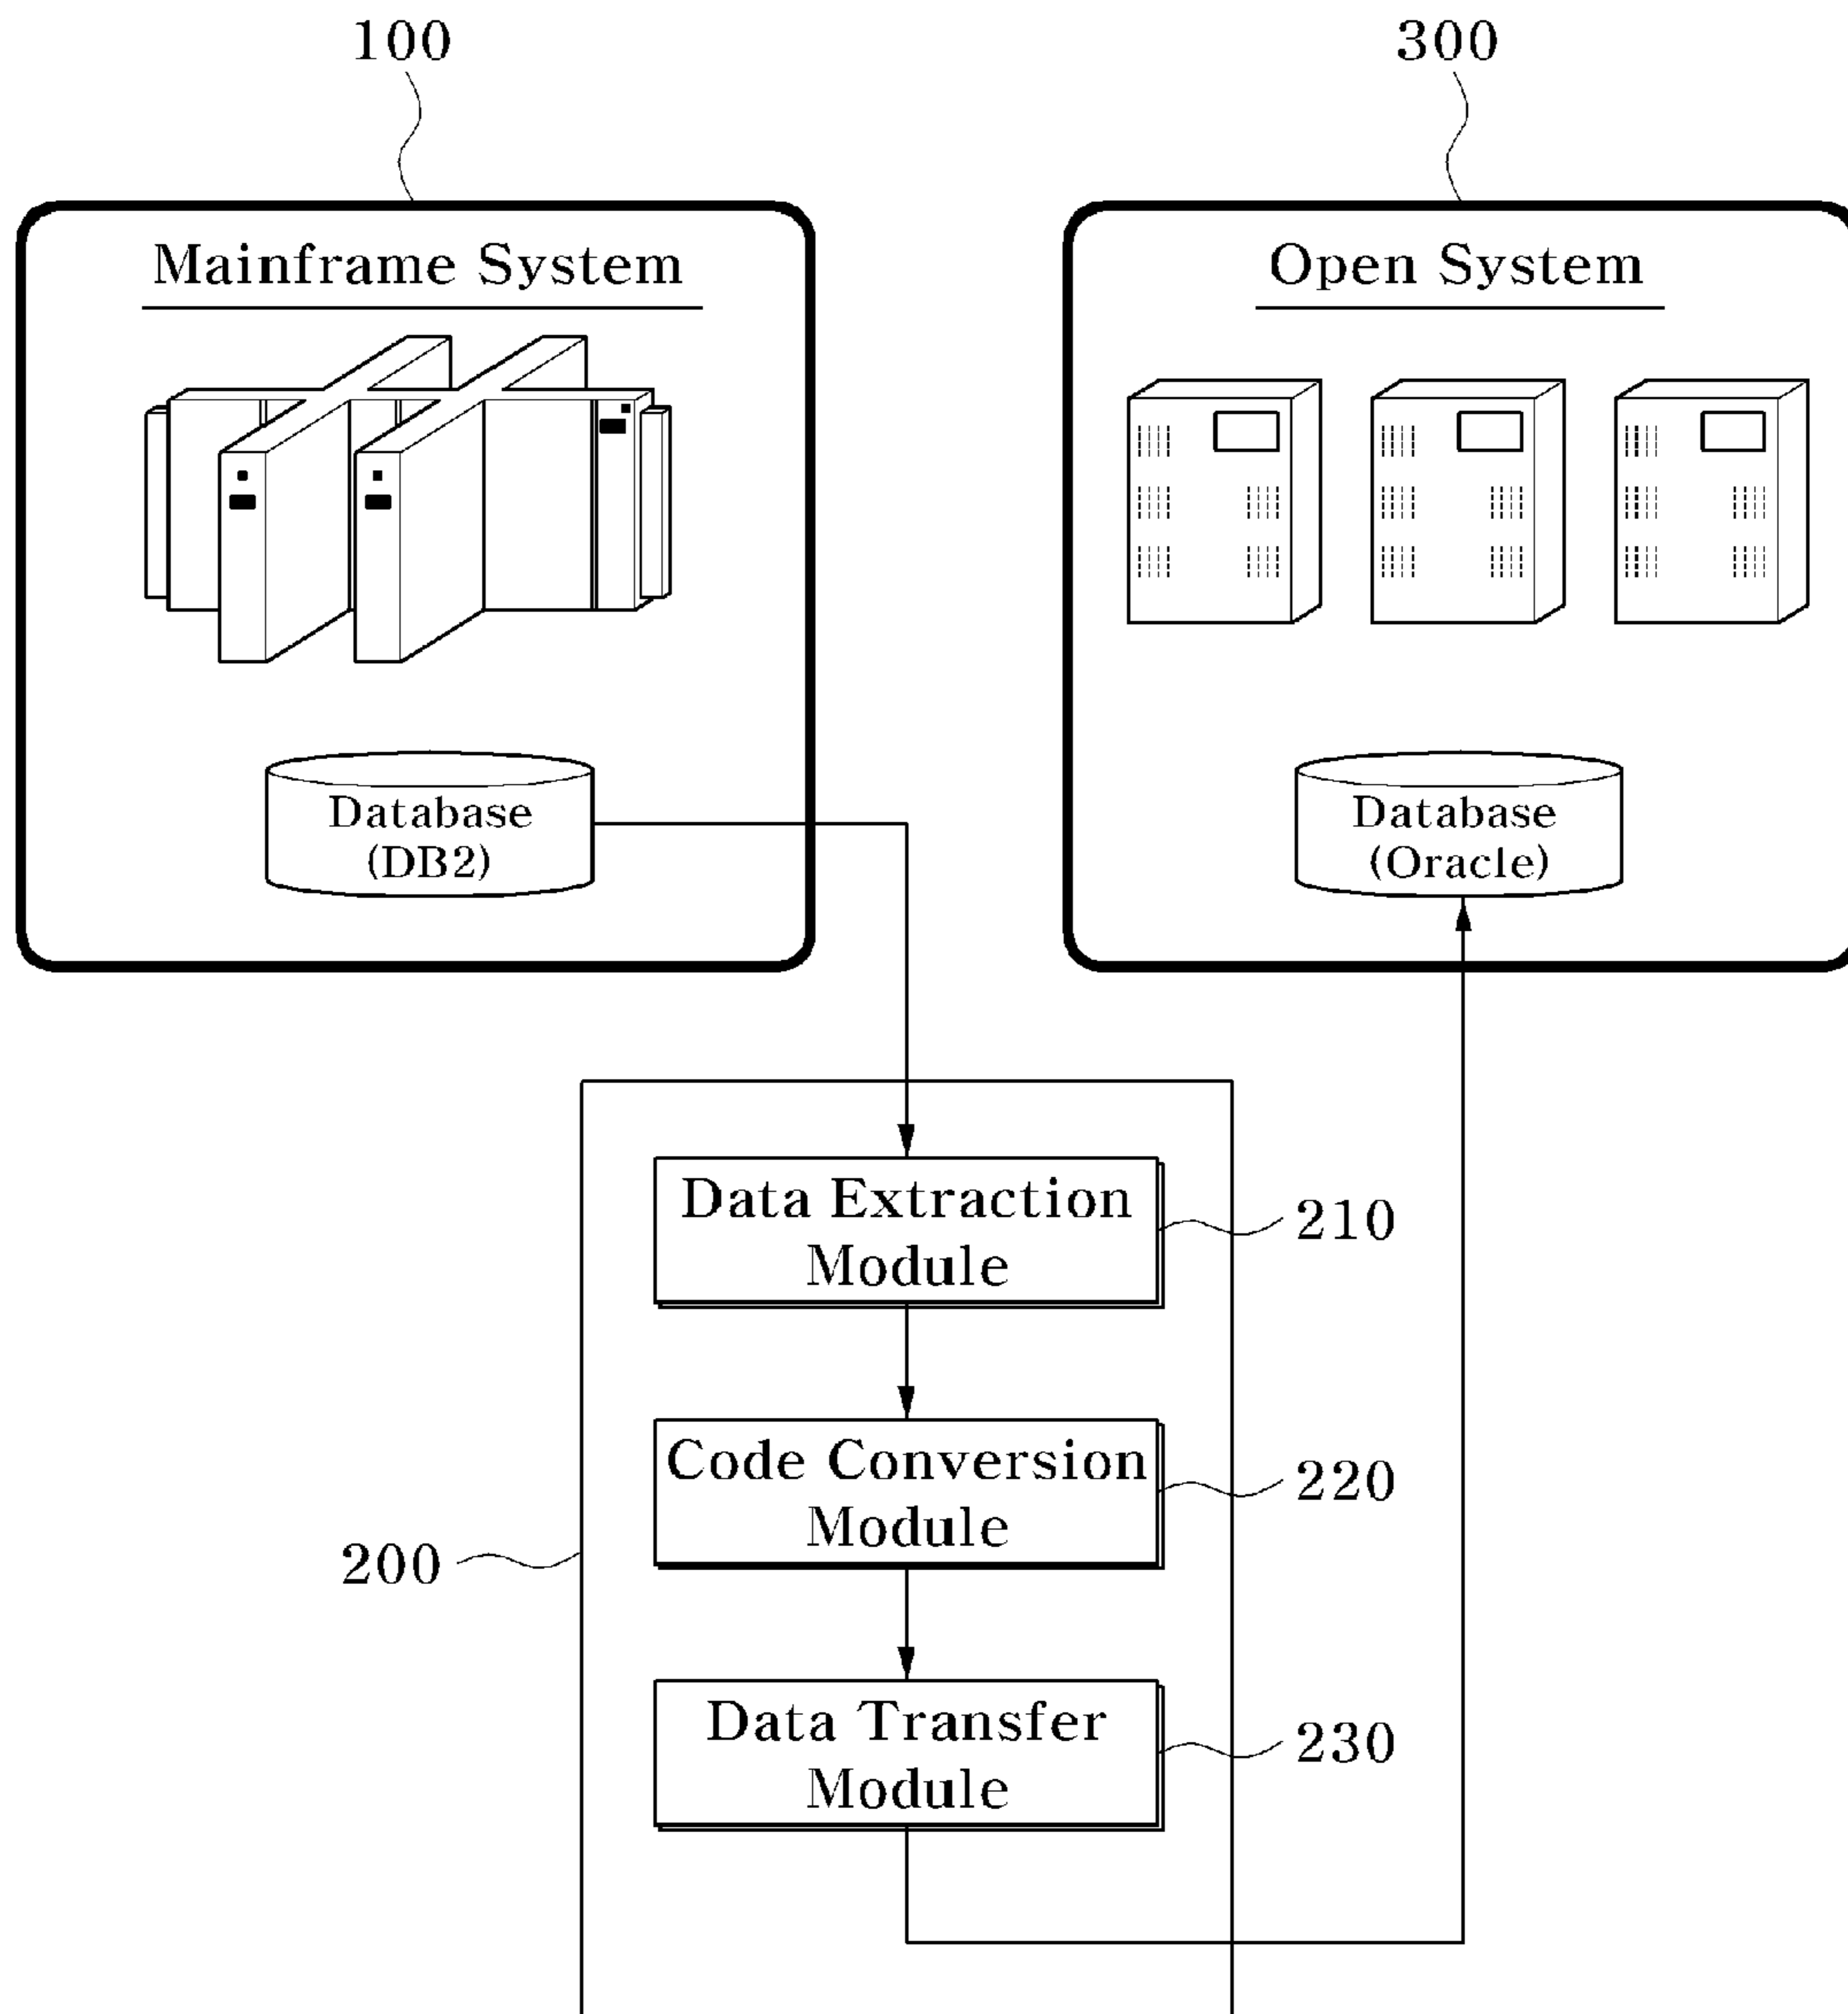 100
300
Mainframe System
Open System
Database
(DB2)
Database
(Oracle)
Data Extraction
Module
210
Code Conversion
Module
220
200
Data Transfer
Module
230